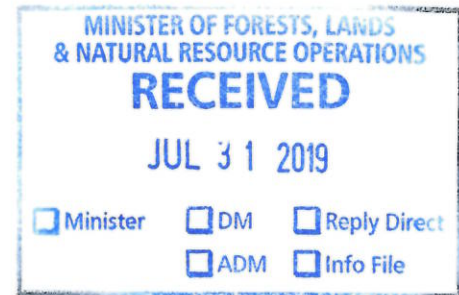 MINISTER OF FORESTS, LANDS
& NATURAL RESOURCE OPERATIONS
RECEIVED
JUL 31 2019
Minister DM Reply Direct
ADM Info File